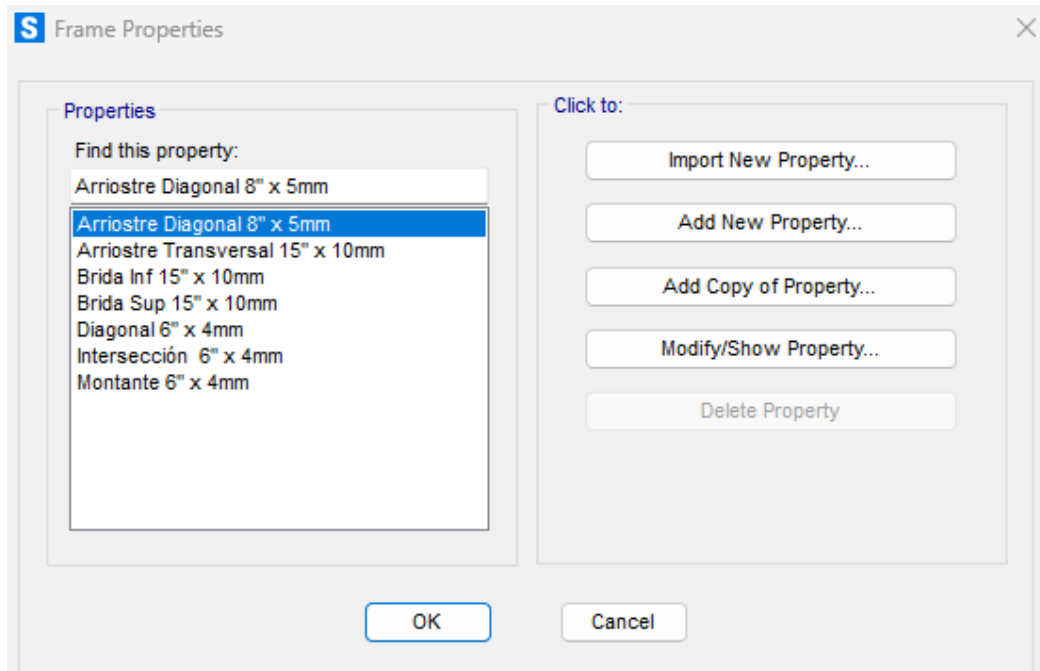 S Frame Properties
Properties
Find this property:
Arriostre Diagonal 8" x 5mm
Arriostre Diagonal 8" x 5mm
Arriostre Transversal 15" x 10mm
Brida Inf 15" x 10mm
Brida Sup 15" x 10mm
Diagonal 6" x 4mm
Intersección  6" x 4mm
Montante 6" x 4mm
Click to:
Import New Property...
Add New Property...
Add Copy of Property...
Modify/Show Property...
Delete Property
OK
Cancel